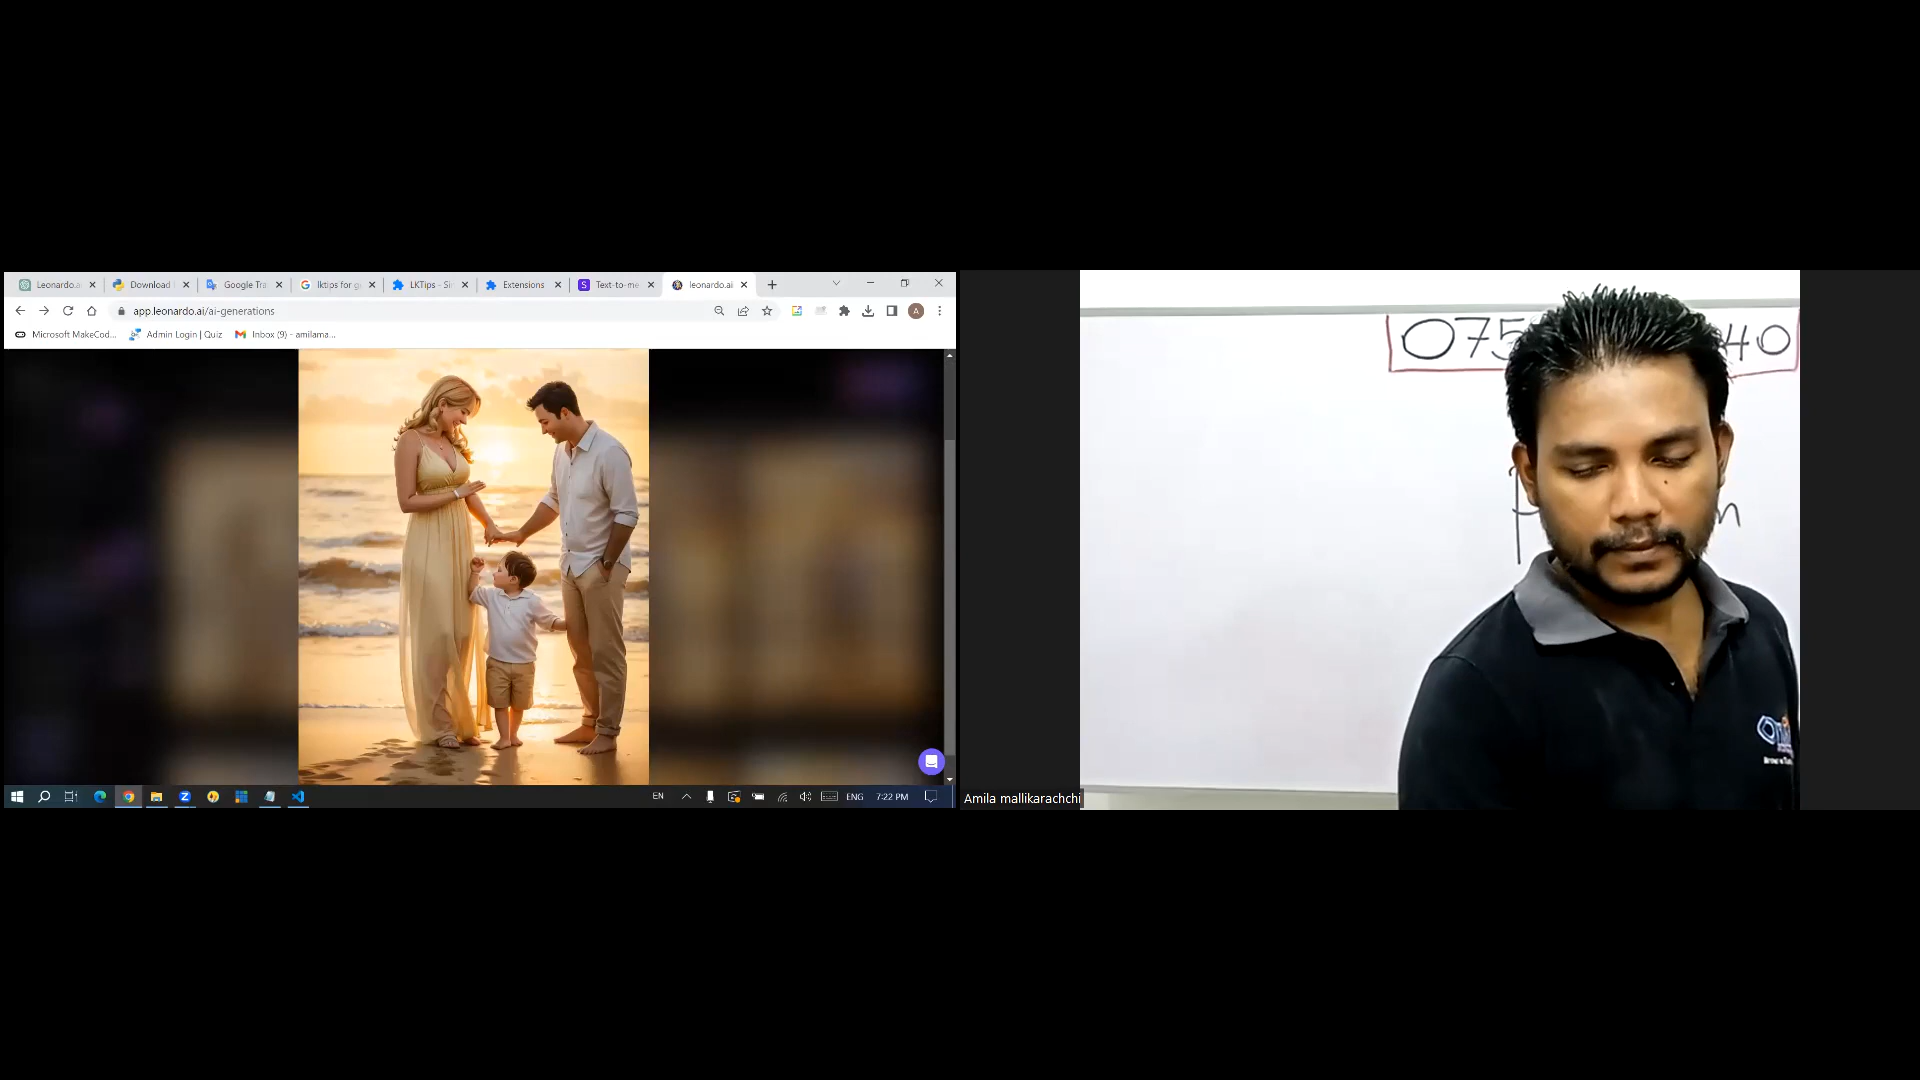 Leonardo.a
Download
Google Tra
lktips for g
LKTips - Sin
Extensions
Text-to-me
leonardo.ai
app.leonardo.ai/ai-generations
A
Microsoft MakeCod...
Admin Login | Quiz
Inbox (9) - amilama...
EN
ENG
7:22 PM
075
40
n
Amila mallikarachchi